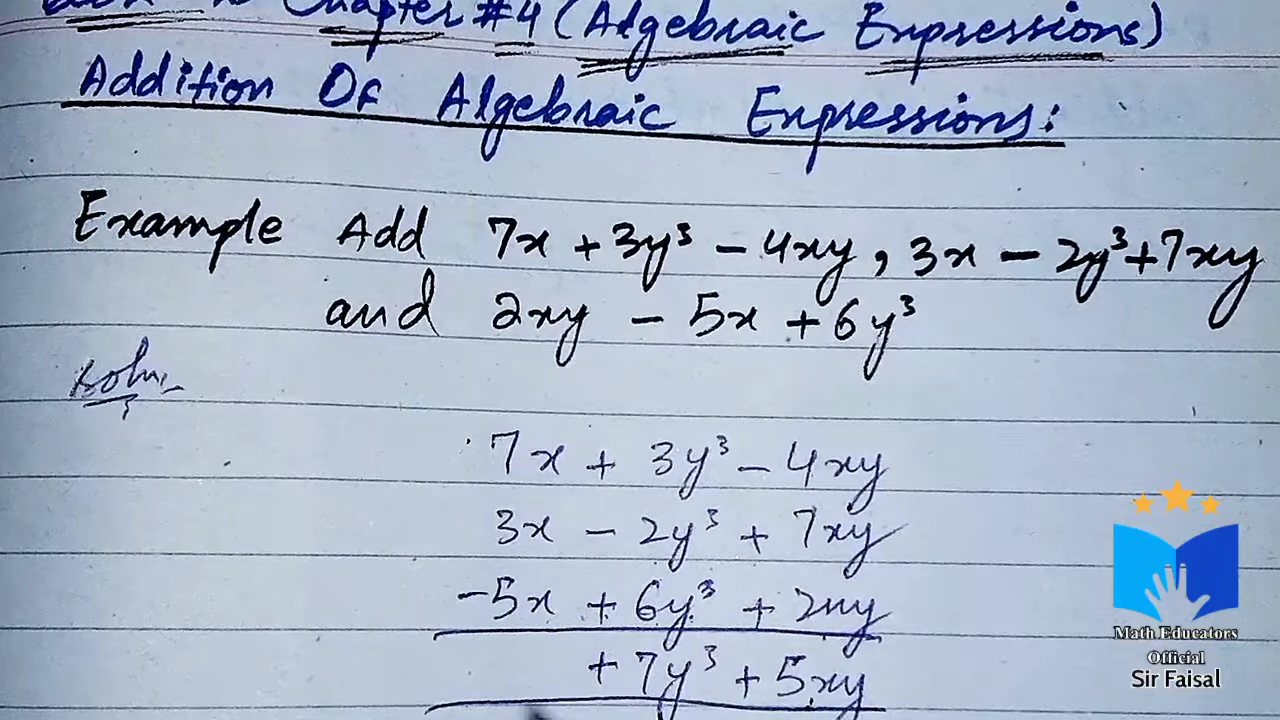 Chapter #4 (Algebraic Expressions)
Addition Of Algebraic Expressions:
Example Add 7x + 3y³ – 4xy, 3x – 2y³ + 7xy
and 2xy – 5x + 6y³
Soln:
7x + 3y³ – 4xy
3x – 2y³ + 7xy
-5x + 6y³ + 2xy
+ 7y³ + 5xy
Math Educators
Official
Sir Faisal